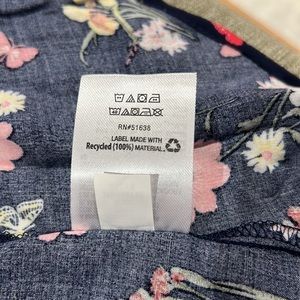 RN#51638
LABEL MADE WITH
Recycled (100%) MATERIAL.